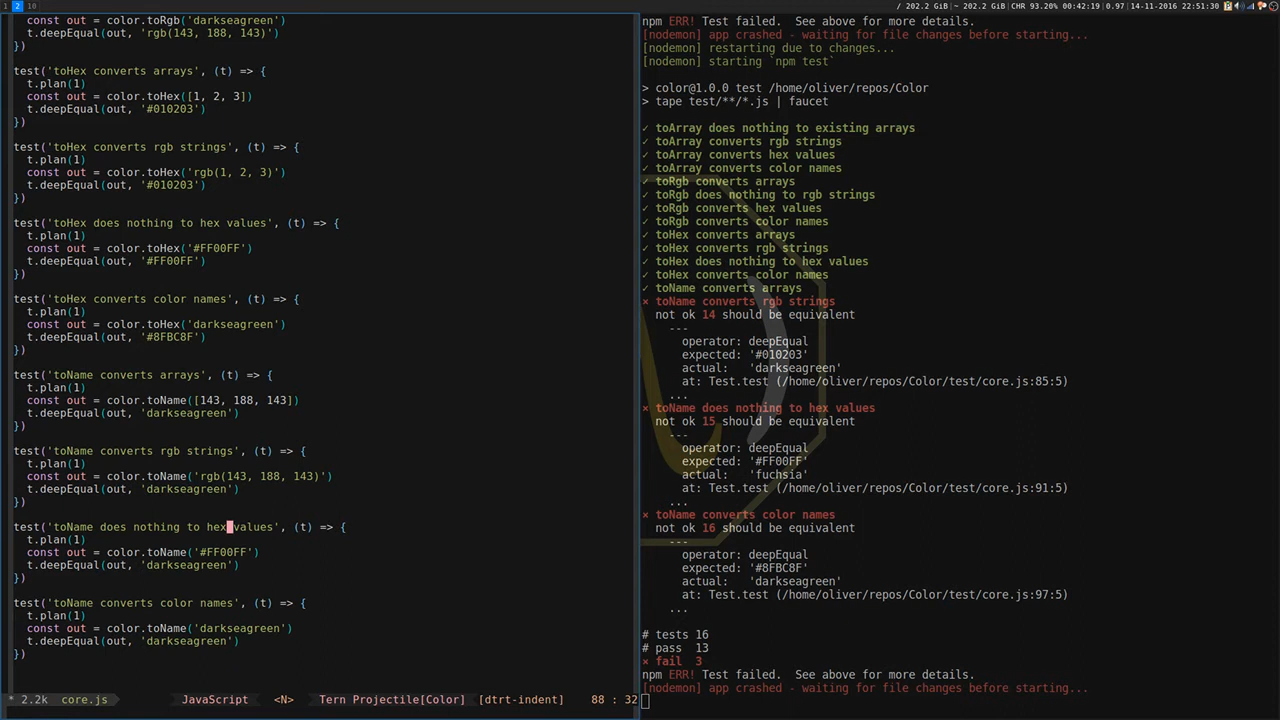 1 2 10
/ 202.2 G|~ 202.2 GiB|CHR 93.20% 00:42:19|0.97 14-11-2016 22:51:30
const out = color.toRgb('darkseagreen')
t.deepEqual(out, 'rgb(143, 188, 143)')
})
test('toHex converts arrays', (t) => {
t.plan(1)
const out = color.toHex([1, 2, 3])
t.deepEqual(out, '#010203')
})
test('toHex converts rgb strings', (t) => {
t.plan(1)
const out = color.toHex('rgb(1, 2, 3)')
t.deepEqual(out, '#010203')
})
test('toHex does nothing to hex values', (t) => {
t.plan(1)
const out = color.toHex('#FF00FF')
t.deepEqual(out, '#FF00FF')
})
test('toHex converts color names', (t) => {
t.plan(1)
const out = color.toHex('darkseagreen')
t.deepEqual(out, '#8FBC8F')
})
test('toName converts arrays', (t) => {
t.plan(1)
const out = color.toName([143, 188, 143])
t.deepEqual(out, 'darkseagreen')
})
test('toName converts rgb strings', (t) => {
t.plan(1)
const out = color.toName('rgb(143, 188, 143)')
t.deepEqual(out, 'darkseagreen')
})
test('toName does nothing to hex values', (t) => {
t.plan(1)
const out = color.toName('#FF00FF')
t.deepEqual(out, 'darkseagreen')
})
test('toName converts color names', (t) => {
t.plan(1)
const out = color.toName('darkseagreen')
t.deepEqual(out, 'darkseagreen')
})
* 2.2k core.js JavaScript <N> Tern Projectile[Color] [dtrt-indent] 88 : 32
npm ERR! Test failed. See above for more details.
[nodemon] app crashed - waiting for file changes before starting...
[nodemon] restarting due to changes...
[nodemon] starting `npm test`
> color@1.0.0 test /home/oliver/repos/Color
> tape test/**/*.js | faucet
✓ toArray does nothing to existing arrays
✓ toArray converts rgb strings
✓ toArray converts hex values
✓ toArray converts color names
✓ toRgb converts arrays
✓ toRgb does nothing to rgb strings
✓ toRgb converts hex values
✓ toRgb converts color names
✓ toHex converts arrays
✓ toHex converts rgb strings
✓ toHex does nothing to hex values
✓ toHex converts color names
✓ toName converts arrays
× toName converts rgb strings
not ok 14 should be equivalent
---
operator: deepEqual
expected: '#010203'
actual: 'darkseagreen'
at: Test.test (/home/oliver/repos/Color/test/core.js:85:5)
...
× toName does nothing to hex values
not ok 15 should be equivalent
---
operator: deepEqual
expected: '#FF00FF'
actual: 'fuchsia'
at: Test.test (/home/oliver/repos/Color/test/core.js:91:5)
...
× toName converts color names
not ok 16 should be equivalent
---
operator: deepEqual
expected: '#8FBC8F'
actual: 'darkseagreen'
at: Test.test (/home/oliver/repos/Color/test/core.js:97:5)
...
# tests 16
# pass 13
× fail 3
npm ERR! Test failed. See above for more details.
[nodemon] app crashed - waiting for file changes before starting...